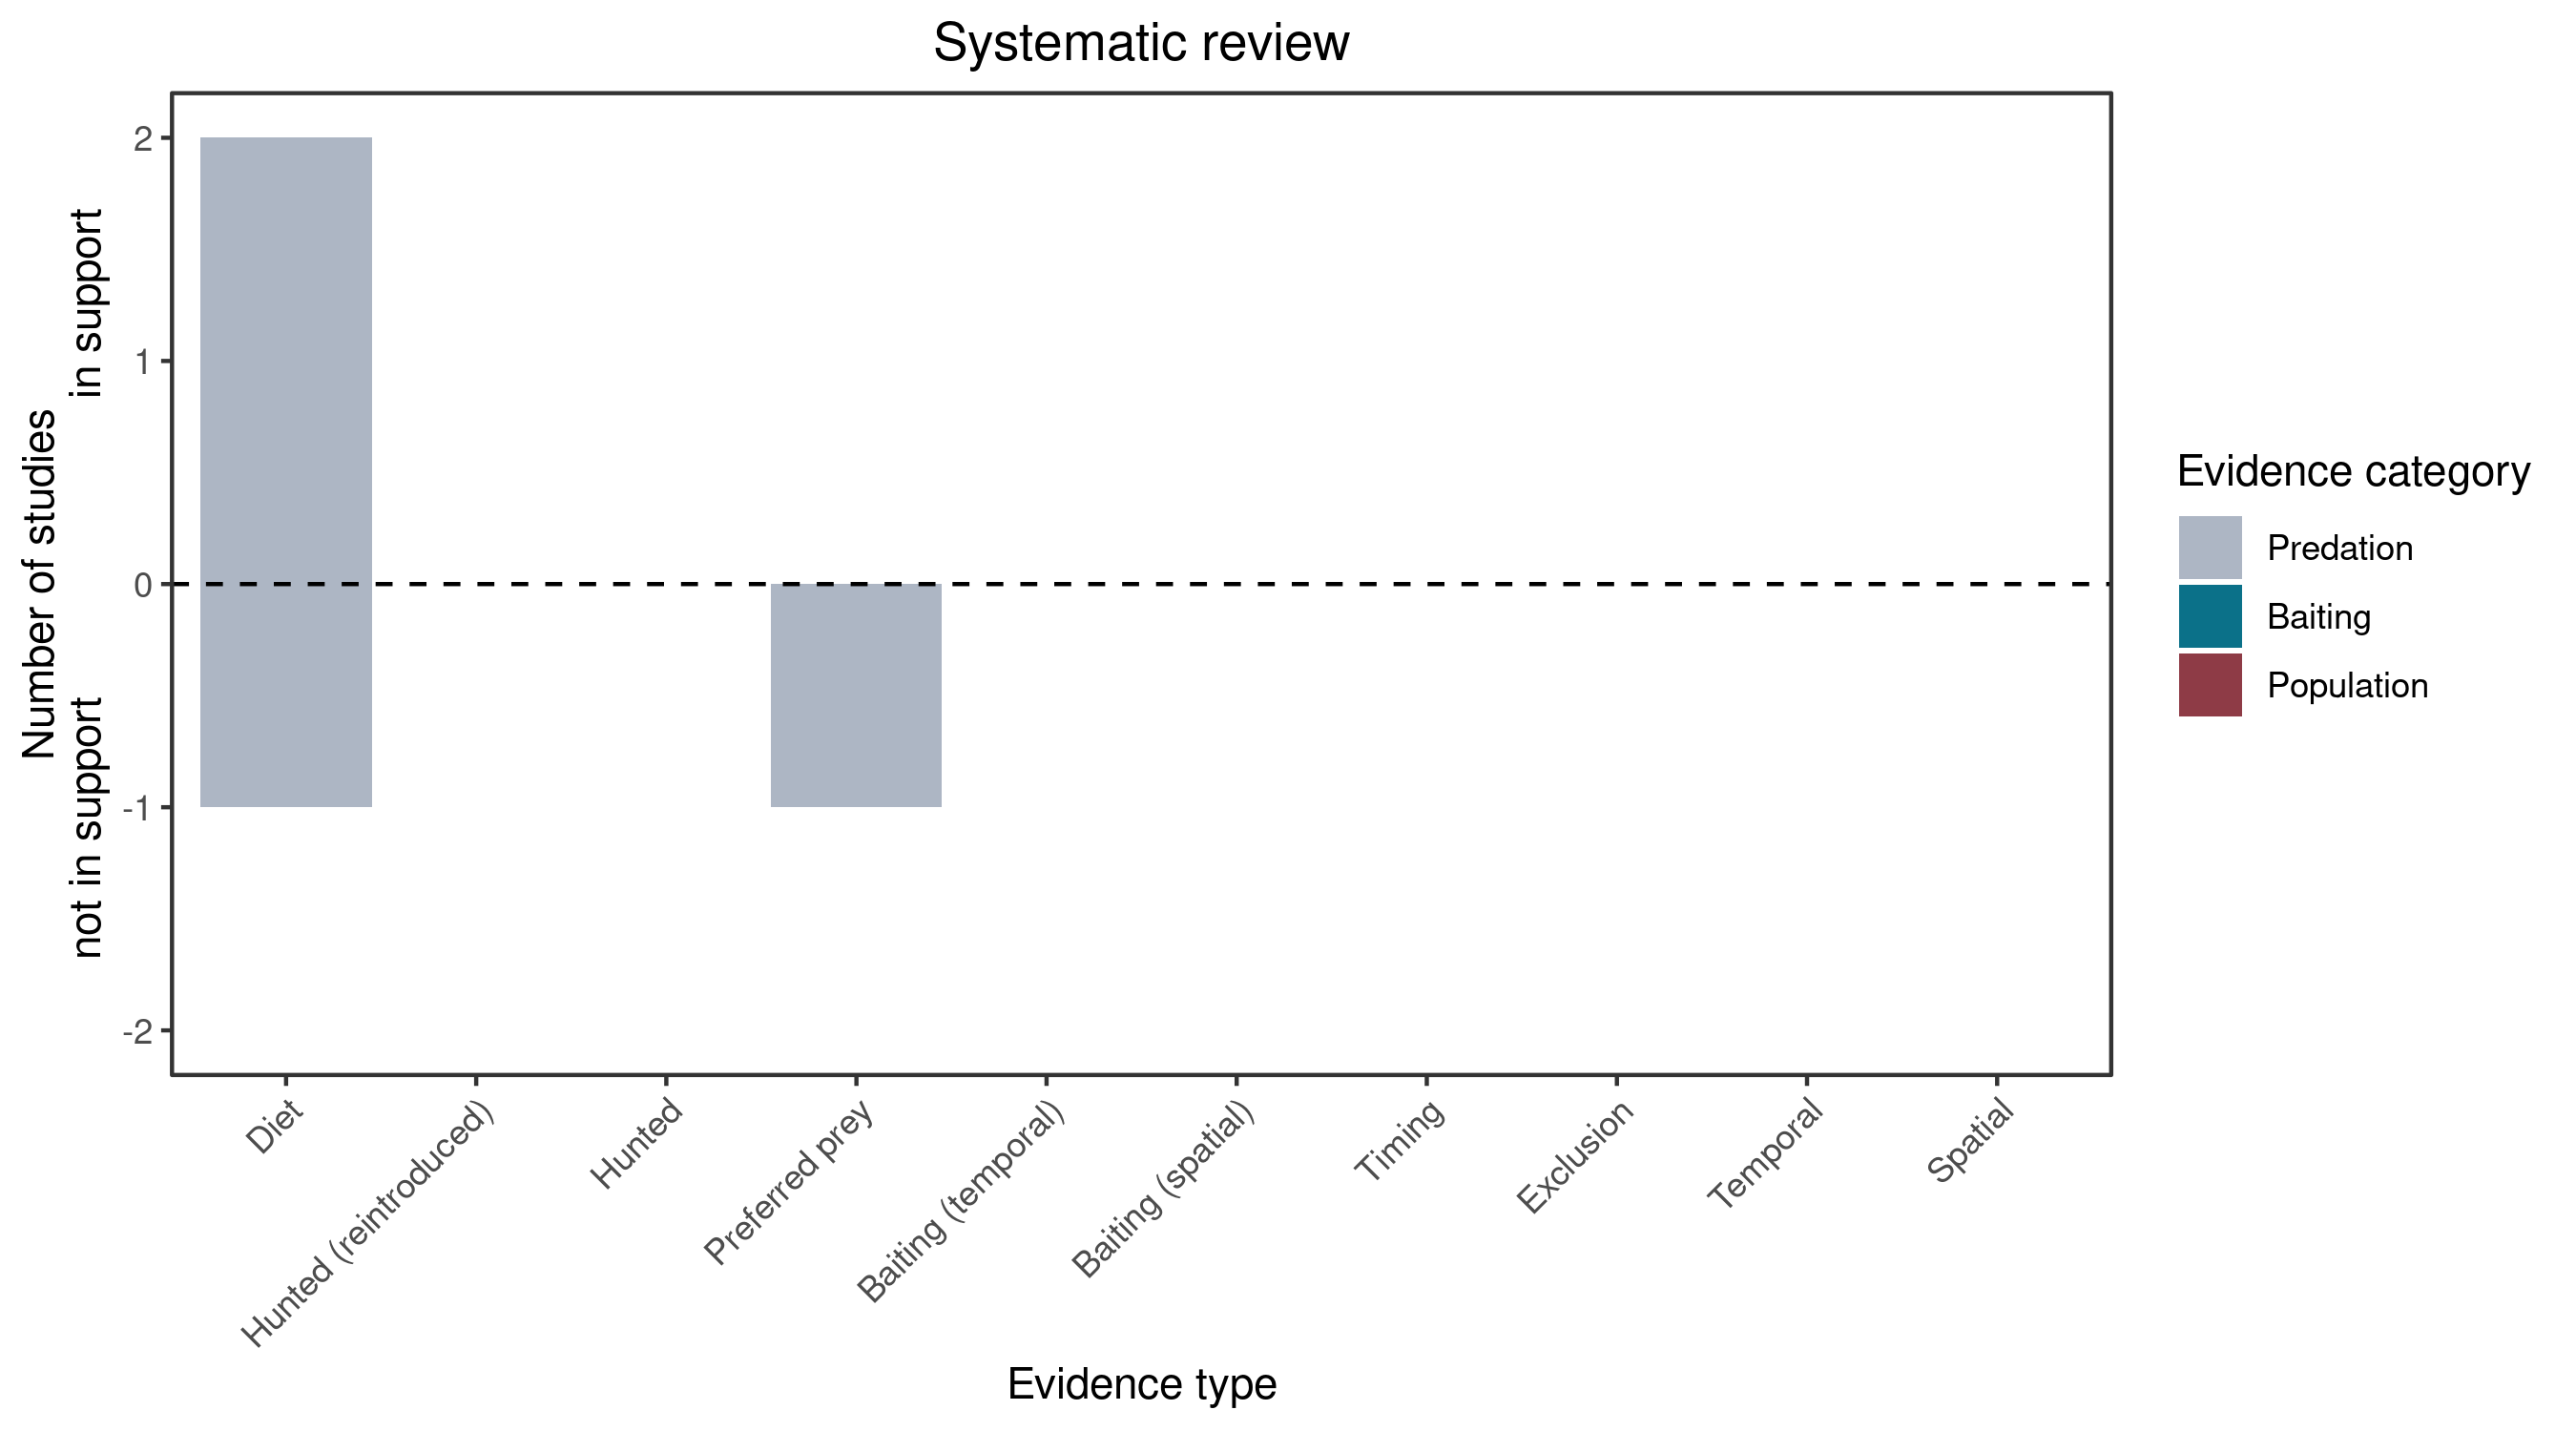 Systematic review
Number of studies
in support
not in support
2
1
0
-1
-2
Diet
Hunted (reintroduced)
Hunted
Preferred prey
Baiting (temporal)
Baiting (spatial)
Timing
Exclusion
Temporal
Spatial
Evidence type
Evidence category
Predation
Baiting
Population